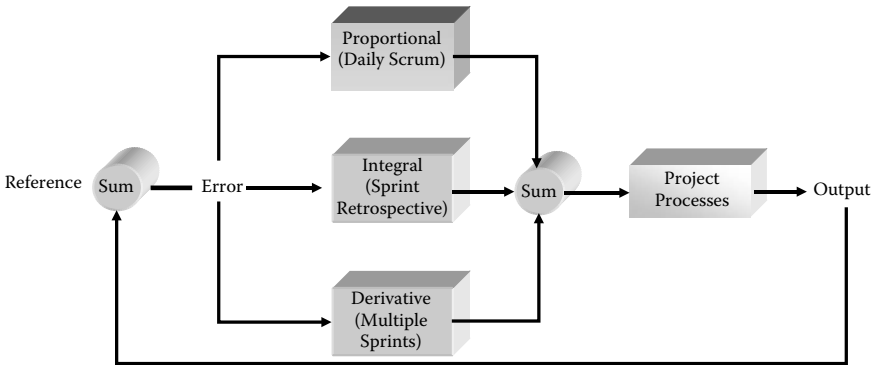 Proportional
(Daily Scrum)
Reference
Sum
Error
Integral
(Sprint
Retrospective)
Sum
Project
Processes
Output
Derivative
(Multiple
Sprints)